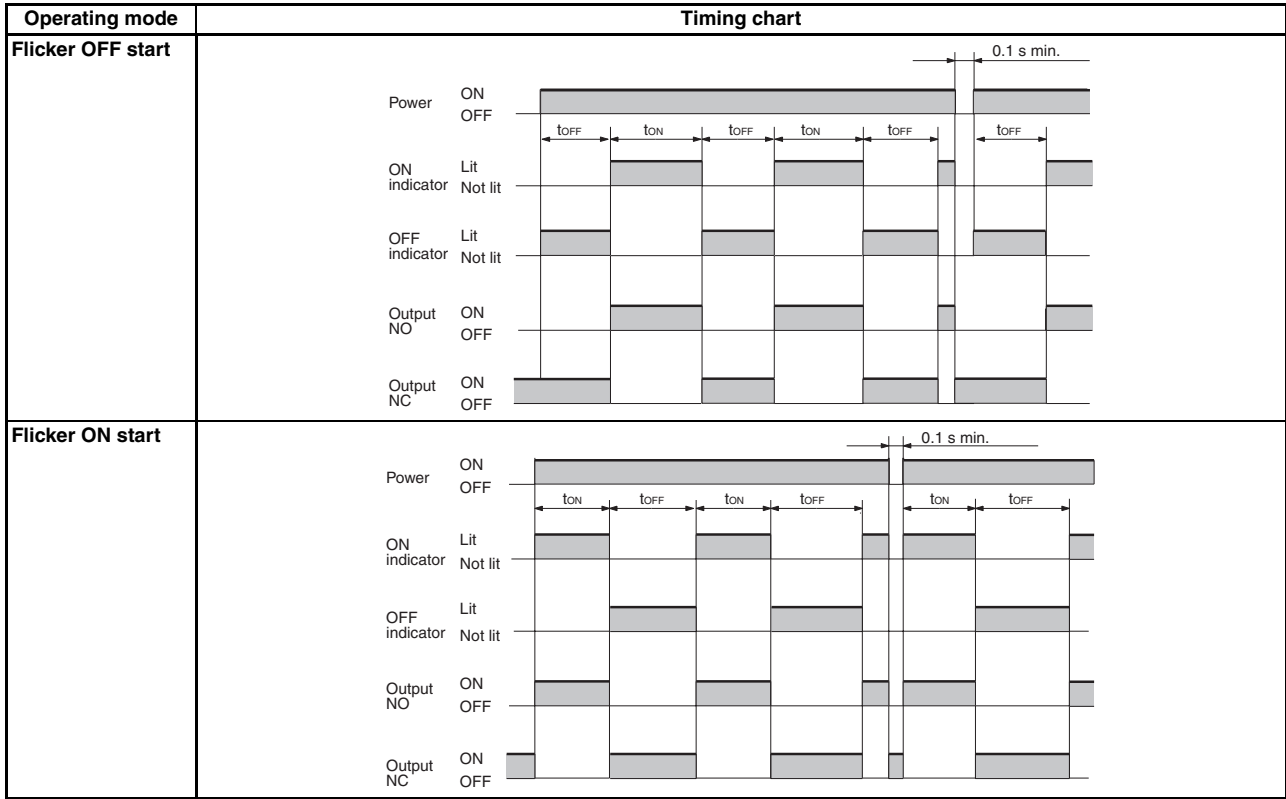 Operating mode Timing chart
Flicker OFF start
0.1 s min.
Power ON
OFF
tOFF tON tOFF tON tOFF tOFF
ON
indicator
Lit
Not lit
OFF
indicator
Lit
Not lit
Output
NO
ON
OFF
Output
NC
ON
OFF
Flicker ON start
0.1 s min.
Power ON
OFF
tON tOFF tON tOFF tON tOFF
ON
indicator
Lit
Not lit
OFF
indicator
Lit
Not lit
Output
NO
ON
OFF
Output
NC
ON
OFF